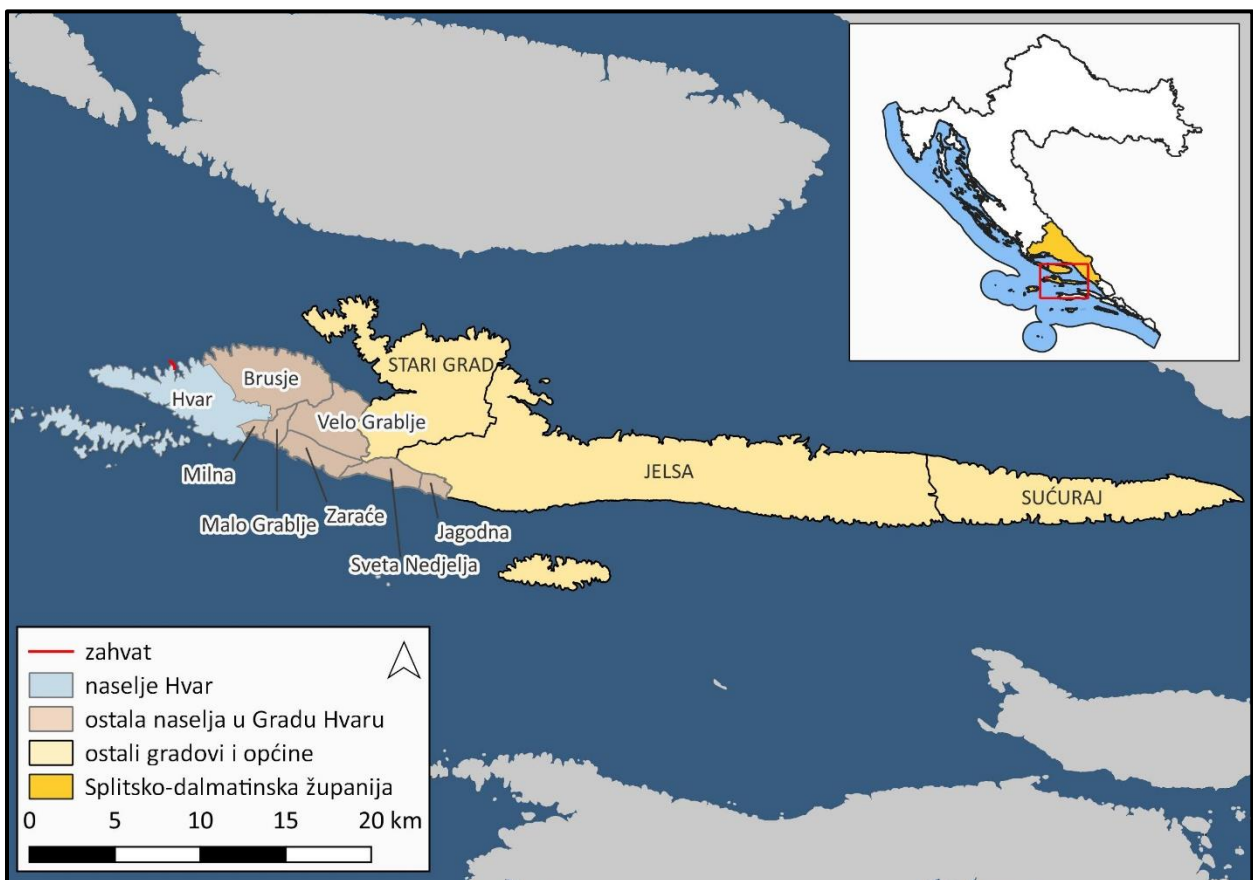 STARI GRAD
Brusje
Hvar
Velo Grablje
Milna
JELSA
SUĆURAJ
Malo Grablje
Zaraće
Jagodna
Sveta Nedjelja
zahvat
naselje Hvar
ostala naselja u Gradu Hvaru
ostali gradovi i općine
Splitsko-dalmatinska županija
0 5 10 15 20 km